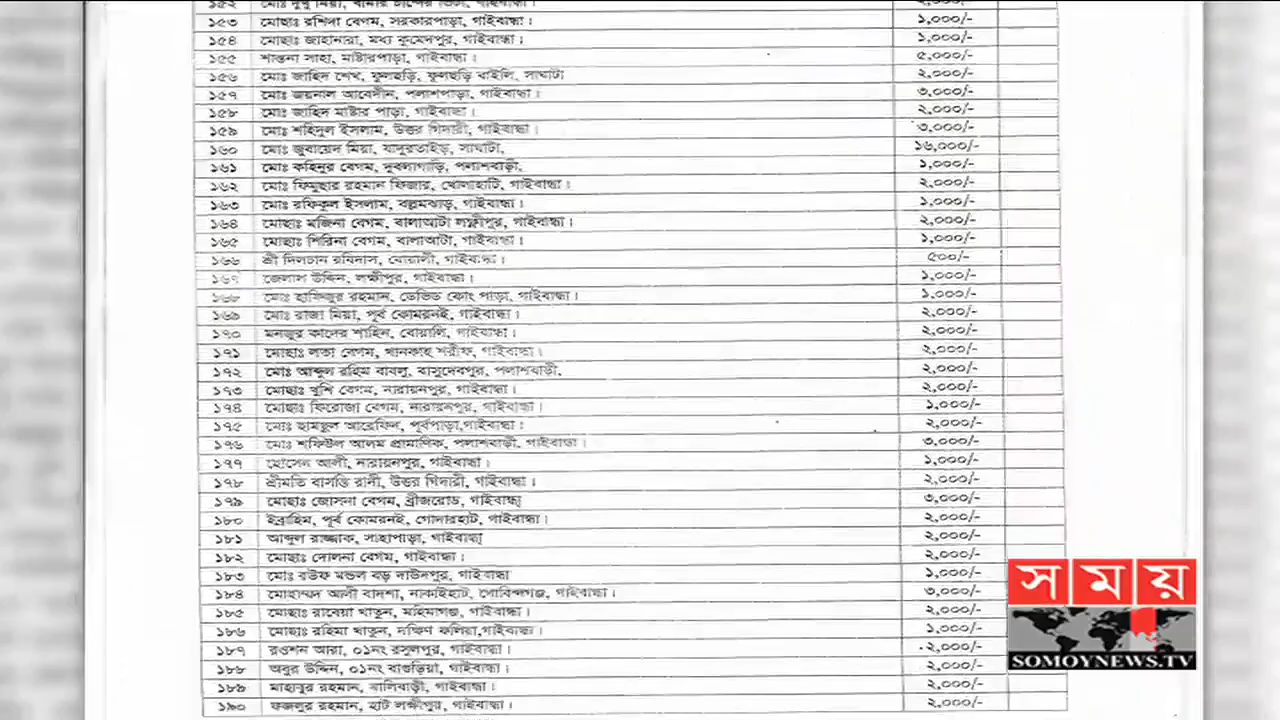 ১৫২ মোঃ দুদু মিয়া, গাইবান্ধা। ২,০০০/-
১৫৩ মোছাঃ রশিদা বেগম, সরকারপাড়া, গাইবান্ধা। ১,০০০/-
১৫৪ মোছাঃ জাহানারা, মধ্য কুমেদপুর, গাইবান্ধা। ১,০০০/-
১৫৫ শান্তনা সাহা, মাষ্টারপাড়া, গাইবান্ধা। ৫,০০০/-
১৫৬ মোঃ জাহিদ শেখ, ফুলছড়ি, ফুলছড়ি বাইলি, সাঘাটা ২,০০০/-
১৫৭ মোঃ জয়নাল আবেদীন, পলাশপাড়া, গাইবান্ধা। ৩,০০০/-
১৫৮ মোঃ জাহিদ মাষ্টার পাড়া, গাইবান্ধা। ২,০০০/-
১৫৯ মোঃ শহিদুল ইসলাম, উত্তর গিদারী, গাইবান্ধা। ৩,০০০/-
১৬০ মোঃ জুবায়েদ মিয়া, যাদুরতাইড়, সাঘাটা, ১৬,০০০/-
১৬১ মোঃ কহিনুর বেগম, দুবলাগাড়ি, পলাশবাড়ী, ১,০০০/-
১৬২ মোঃ ফিমুছার রহমান ফিজার, খোলাহাটি, গাইবান্ধা। ২,০০০/-
১৬৩ মোঃ রফিকুল ইসলাম, বল্লমঝাড়, গাইবান্ধা। ১,০০০/-
১৬৪ মোছাঃ মজিনা বেগম, বালাআটা লক্ষ্মীপুর, গাইবান্ধা। ২,০০০/-
১৬৫ মোছাঃ শিরিনা বেগম, বালাআটা, গাইবান্ধা। ১,০০০/-
১৬৬ শ্রী দিলচান রবিদাস, বোয়ালী, গাইবান্ধা। ৫০০/-
১৬৭ জেলাস উদ্দিন, লক্ষীপুর, গাইবান্ধা। ১,০০০/-
১৬৮ মোঃ হাফিজুর রহমান, ডেভিড কোং পাড়া, গাইবান্ধা। ১,০০০/-
১৬৯ মোঃ রাজা মিয়া, পূর্ব কোমরনই, গাইবান্ধা। ২,০০০/-
১৭০ মনজুর কাদের শাহিন, বোয়ালি, গাইবান্ধা। ২,০০০/-
১৭১ মোছাঃ লতা বেগম, খানকাহ শরীফ, গাইবান্ধা। ২,০০০/-
১৭২ মোঃ আব্দুল রহিম বাবলু, বাসুদেবপুর, পলাশবাড়ী, ২,০০০/-
১৭৩ মোছাঃ খুশি বেগম, নারায়নপুর, গাইবান্ধা। ২,০০০/-
১৭৪ মোছাঃ ফিরোজা বেগম, নারায়নপুর, গাইবান্ধা। ১,০০০/-
১৭৫ মোঃ হামদুল আরেফিন, পূর্বপাড়া,গাইবান্ধা। ২,০০০/-
১৭৬ মোঃ শফিউল আলম প্রামানিক, পলাশবাড়ী, গাইবান্ধা। ৩,০০০/-
১৭৭ হোসেন আলী, নারায়নপুর, গাইবান্ধা। ১,০০০/-
১৭৮ শ্রীমতি বাসন্তি রানী, উত্তর গিদারী, গাইবান্ধা। ২,০০০/-
১৭৯ মোছাঃ জোসনা বেগম, ব্রীজরোড, গাইবান্ধা ৩,০০০/-
১৮০ ইব্রাহিম, পূর্ব কোমরনই, গোদারহাট, গাইবান্ধা। ২,০০০/-
১৮১ আব্দুল রাজ্জাক, সাহাপাড়া, গাইবান্ধা ২,০০০/-
১৮২ মোছাঃ দোলনা বেগম, গাইবান্ধা। ২,০০০/-
১৮৩ মোঃ রউফ মন্ডল বড় দাউদপুর, গাইবান্ধা ১,০০০/-
১৮৪ মোহাম্মদ আলী বাদশা, নাকাইহাট, গোবিন্দগঞ্জ, গাইবান্ধা। ৩,০০০/-
১৮৫ মোছাঃ রাবেয়া খাতুন, মহিমাগঞ্জ, গাইবান্ধা। ২,০০০/-
১৮৬ মোছাঃ রহিমা খাতুন, দক্ষিণ ফলিয়া,গাইবান্ধা। ১,০০০/-
১৮৭ রওশন আরা, ০১নং রসুলপুর, গাইবান্ধা। ২,০০০/-
১৮৮ অবুর উদ্দিন, ০১নং বাগুড়িয়া, গাইবান্ধা। ২,০০০/-
১৮৯ মাহাবুর রহমান, বালিবাড়ী, গাইবান্ধা। ২,০০০/-
১৯০ ফজলুর রহমান, হাট লক্ষীপুর, গাইবান্ধা। ২,০০০/-
সময়
SOMOYNEWS.TV